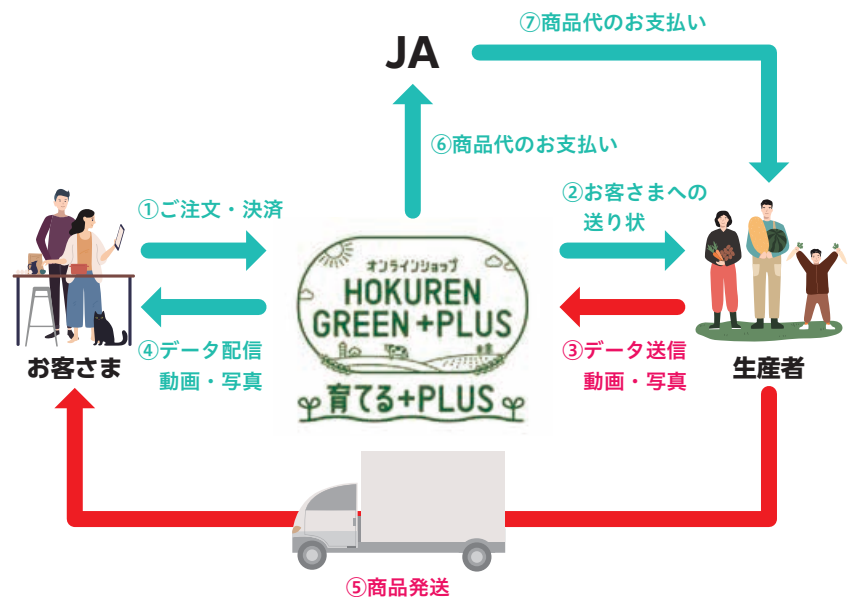 ⑦商品代のお支払い
JA
⑥商品代のお支払い
①ご注文・決済
②お客さまへの
送り状
オンラインショップ
HOKUREN
GREEN+PLUS
育てる+PLUS
④データ配信
動画・写真
③データ送信
動画・写真
お客さま
生産者
⑤商品発送